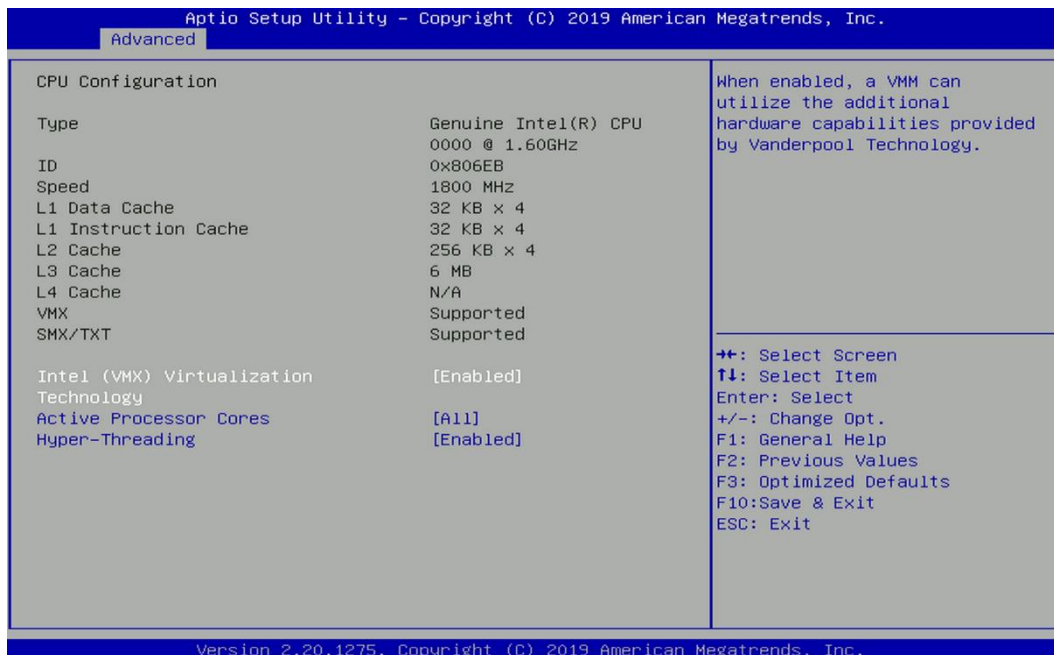 Aptio Setup Utility – Copyright (C) 2019 American Megatrends, Inc.
Advanced
CPU Configuration
Type Genuine Intel(R) CPU
0000 @ 1.60GHz
ID 0x806EB
Speed 1800 MHz
L1 Data Cache 32 KB x 4
L1 Instruction Cache 32 KB x 4
L2 Cache 256 KB x 4
L3 Cache 6 MB
L4 Cache N/A
VMX Supported
SMX/TXT Supported
Intel (VMX) Virtualization [Enabled]
Technology
Active Processor Cores [All]
Hyper-Threading [Enabled]
When enabled, a VMM can
utilize the additional
hardware capabilities provided
by Vanderpool Technology.
→←: Select Screen
↑↓: Select Item
Enter: Select
+/-: Change Opt.
F1: General Help
F2: Previous Values
F3: Optimized Defaults
F10:Save & Exit
ESC: Exit
Version 2.20.1275. Copyright (C) 2019 American Megatrends, Inc.